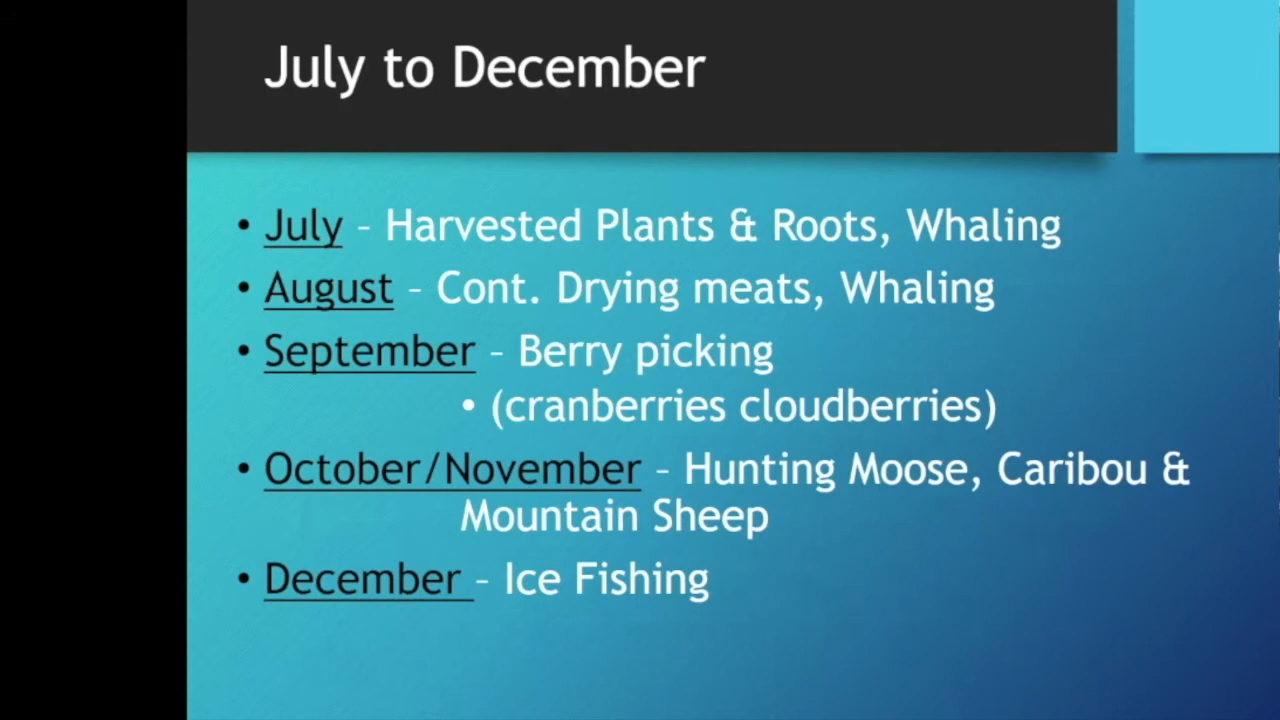 July to December
• July – Harvested Plants & Roots, Whaling
• August – Cont. Drying meats, Whaling
• September – Berry picking
• (cranberries cloudberries)
• October/November – Hunting Moose, Caribou &
Mountain Sheep
• December – Ice Fishing